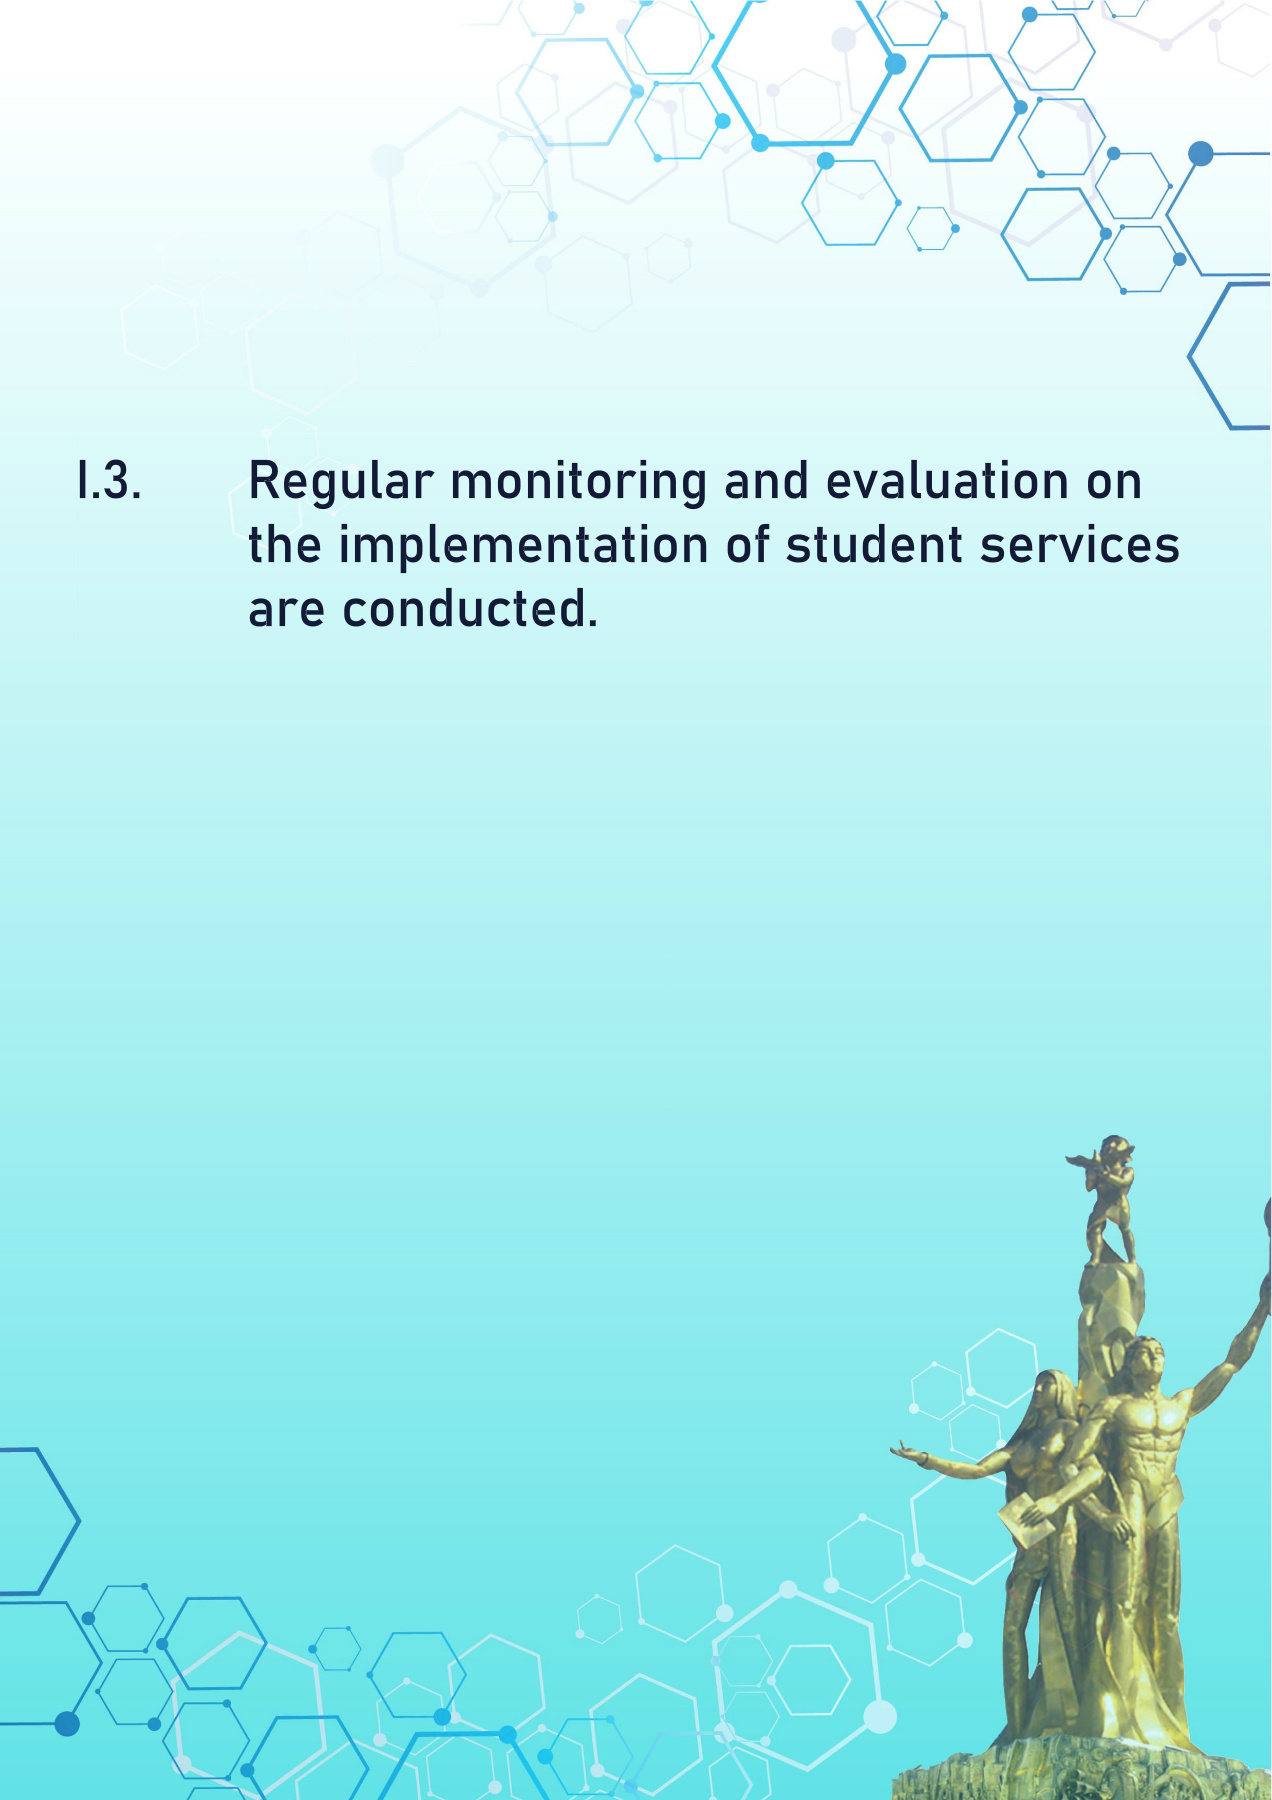 I.3. Regular monitoring and evaluation on
the implementation of student services
are conducted.